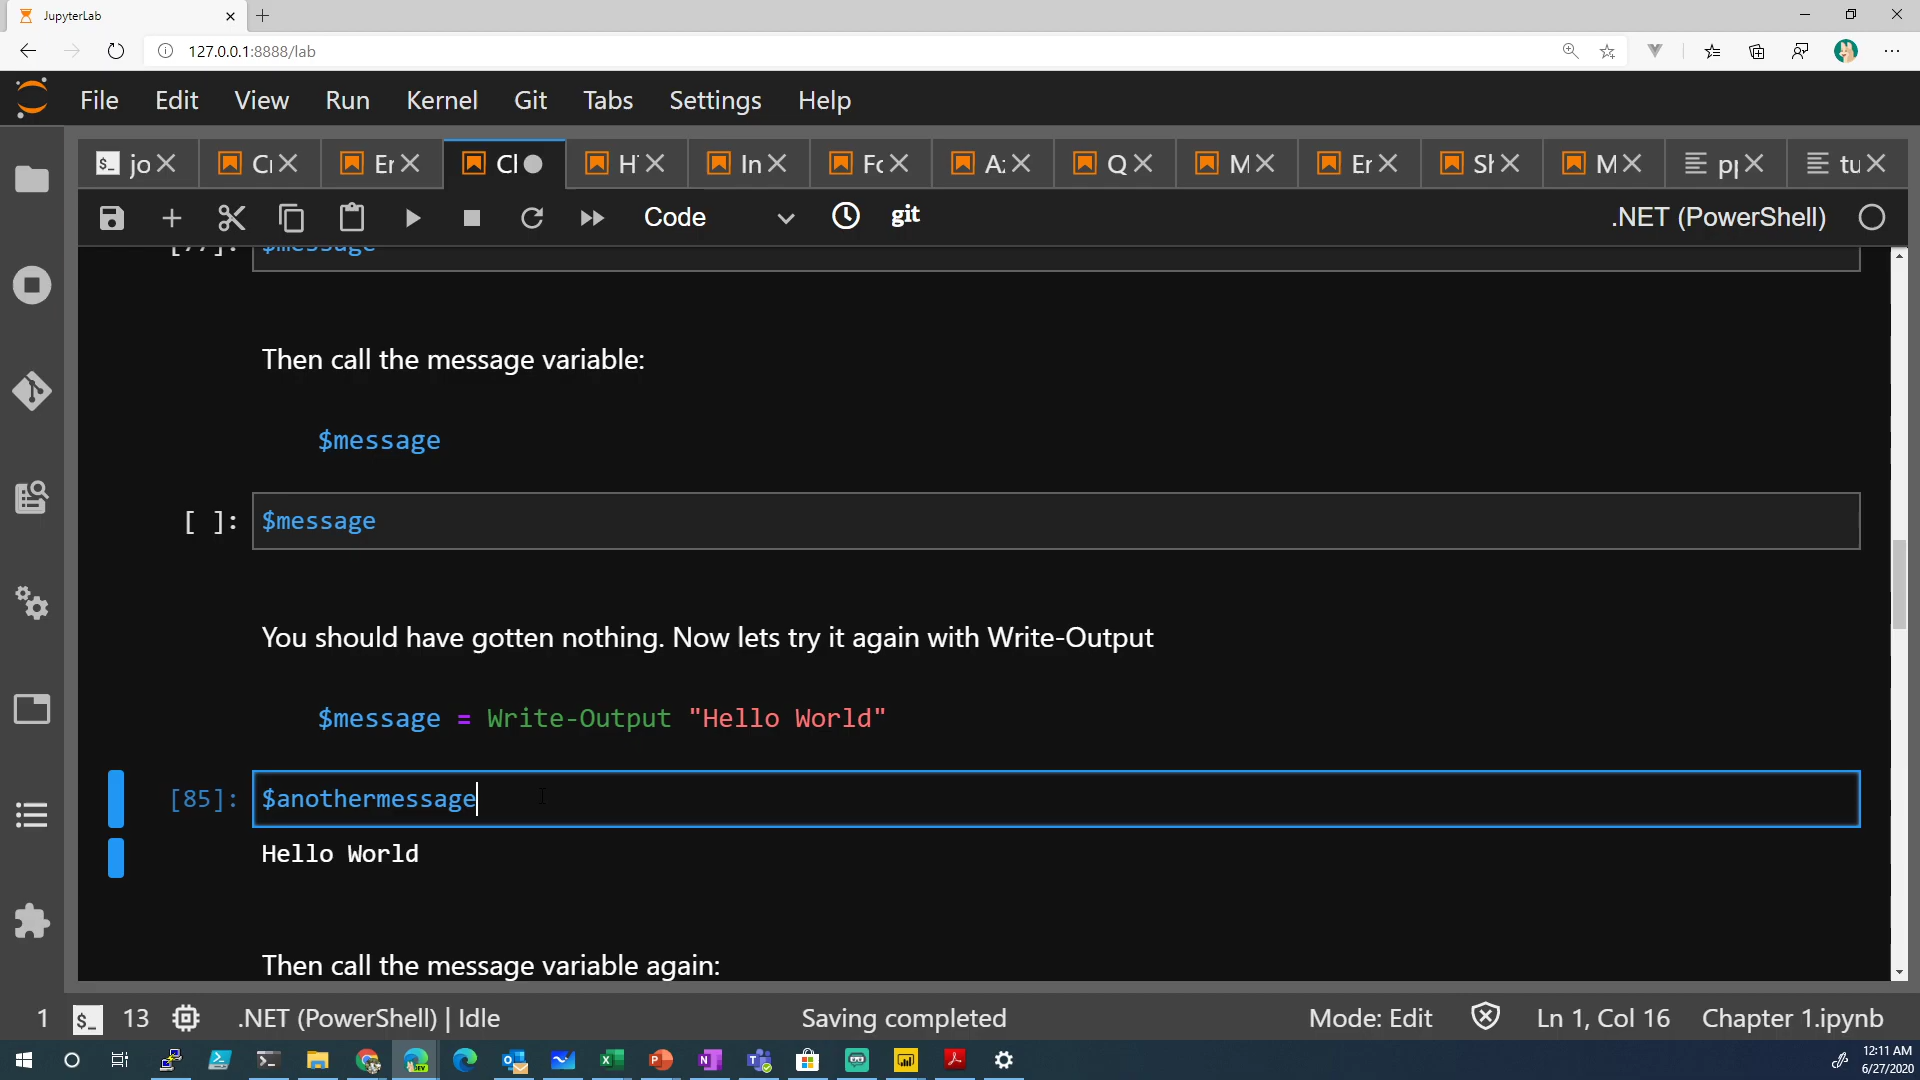 JupyterLab
127.0.0.1:8888/lab
File Edit View Run Kernel Git Tabs Settings Help
jo Cr Er Cl H In Fc A: Q M Er Sh M p tu
Code git .NET (PowerShell)
$message
Then call the message variable:
$message
[ ]: $message
You should have gotten nothing. Now lets try it again with Write-Output
$message = Write-Output "Hello World"
[85]: $anothermessage
Hello World
Then call the message variable again:
1 $_ 13 .NET (PowerShell) | Idle Saving completed Mode: Edit Ln 1, Col 16 Chapter 1.ipynb
12:11 AM
6/27/2020